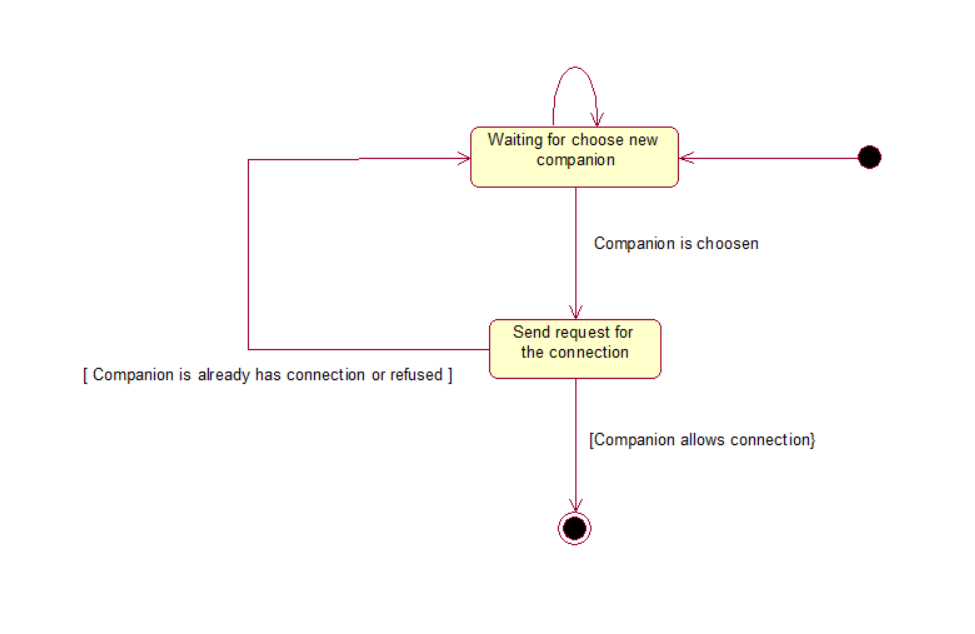 Waiting for choose new
companion
Companion is choosen
Send request for
the connection
[ Companion is already has connection or refused ]
[Companion allows connection}